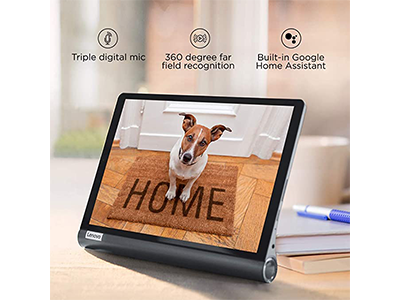 Triple digital mic
360 degree far
field recognition
Built-in Google
Home Assistant
HOME
Lenovo